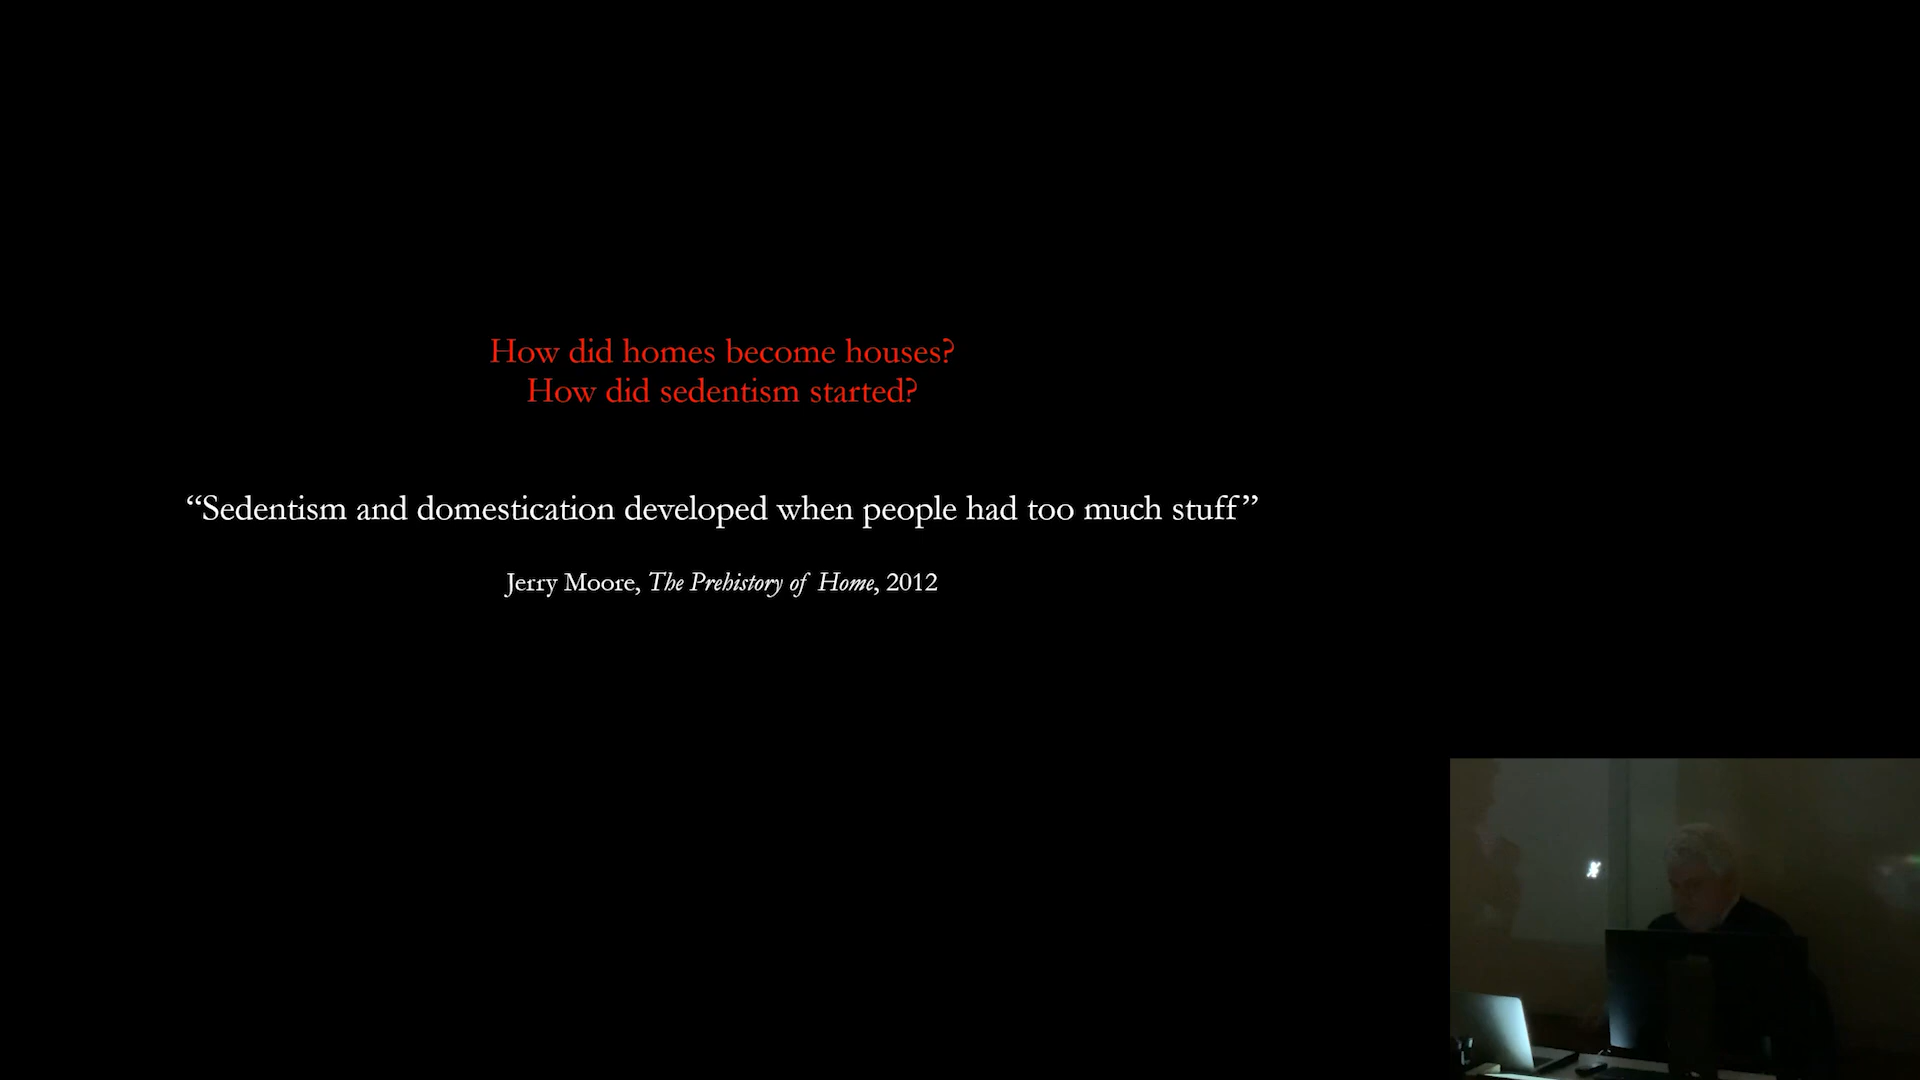 How did homes become houses?
How did sedentism started?
“Sedentism and domestication developed when people had too much stuff”
Jerry Moore, The Prehistory of Home, 2012